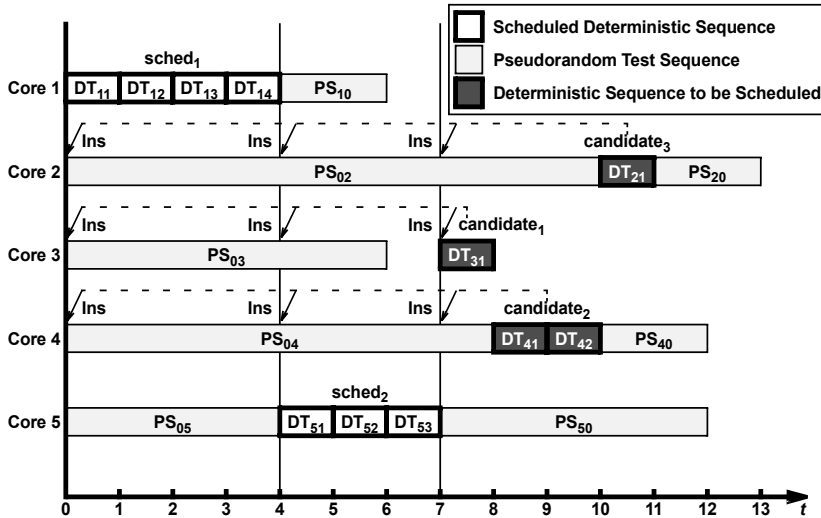 Scheduled Deterministic Sequence
Pseudorandom Test Sequence
Deterministic Sequence to be Scheduled
sched₁
Core 1 DT₁₁ DT₁₂ DT₁₃ DT₁₄ PS₁₀
Ins Ins Ins candidate₃
Core 2 PS₀₂ DT₂₁ PS₂₀
Ins Ins Ins candidate₁
Core 3 PS₀₃ DT₃₁
Ins Ins Ins candidate₂
Core 4 PS₀₄ DT₄₁ DT₄₂ PS₄₀
sched₂
Core 5 PS₀₅ DT₅₁ DT₅₂ DT₅₃ PS₅₀
0 1 2 3 4 5 6 7 8 9 10 11 12 13 t